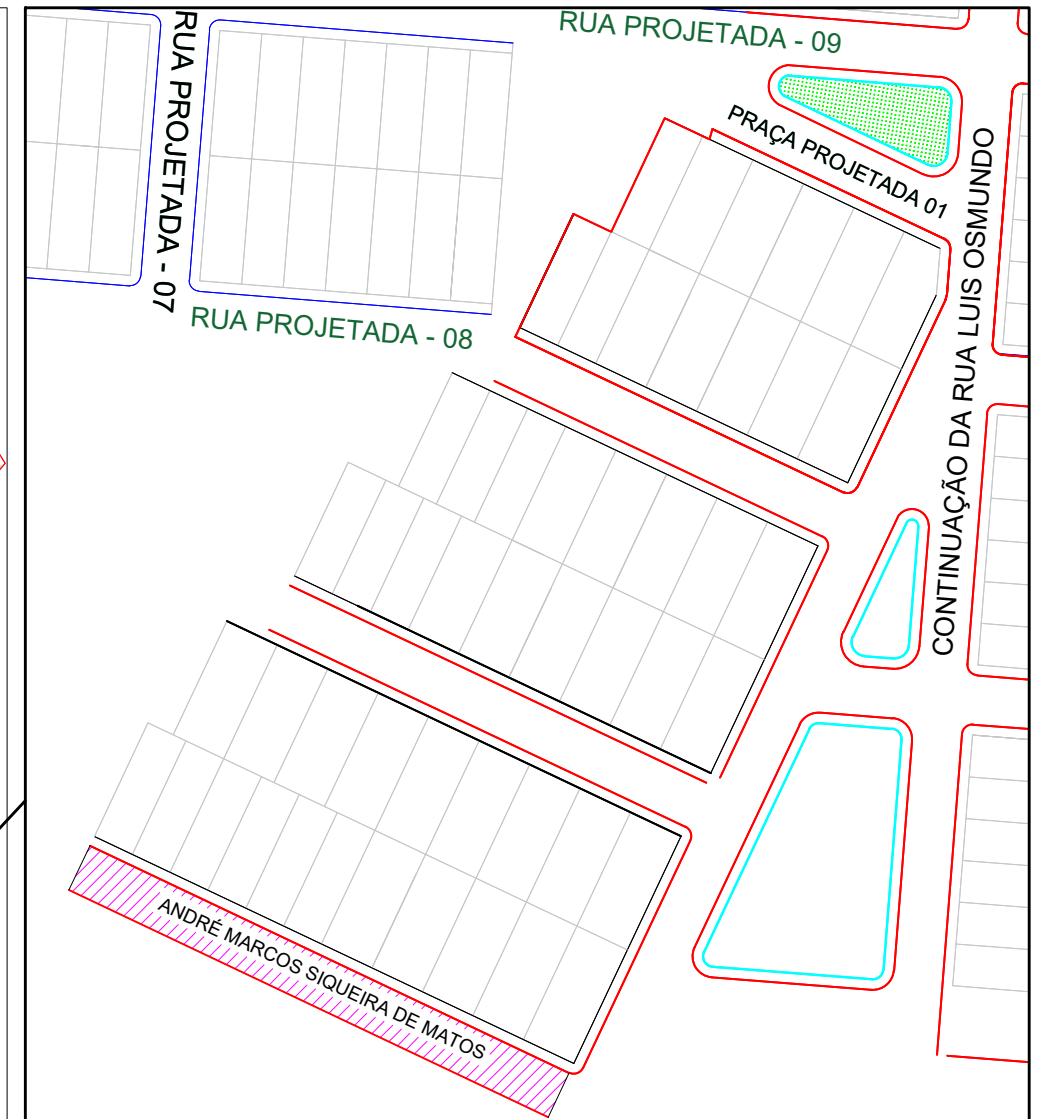 RUA PROJETADA - 09
RUA PROJETADA - 07
PRAÇA PROJETADA 01
RUA PROJETADA - 08
CONTINUAÇÃO DA RUA LUIS OSMUNDO
ANDRÉ MARCOS SIQUEIRA DE MATOS